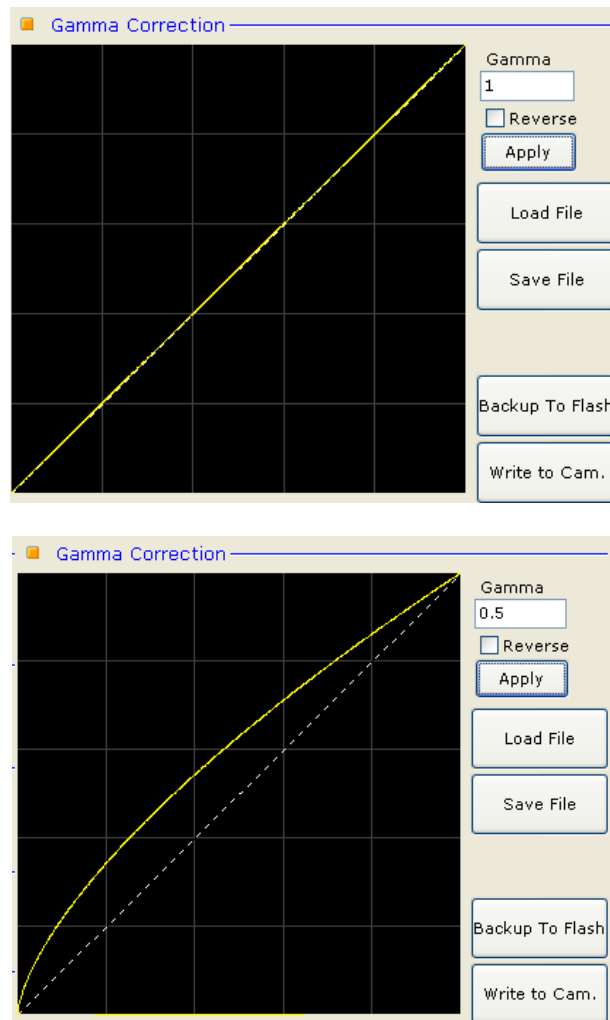 Gamma Correction
Gamma
1
Reverse
Apply
Load File
Save File
Backup To Flash
Write to Cam.
Gamma Correction
Gamma
0.5
Reverse
Apply
Load File
Save File
Backup To Flash
Write to Cam.